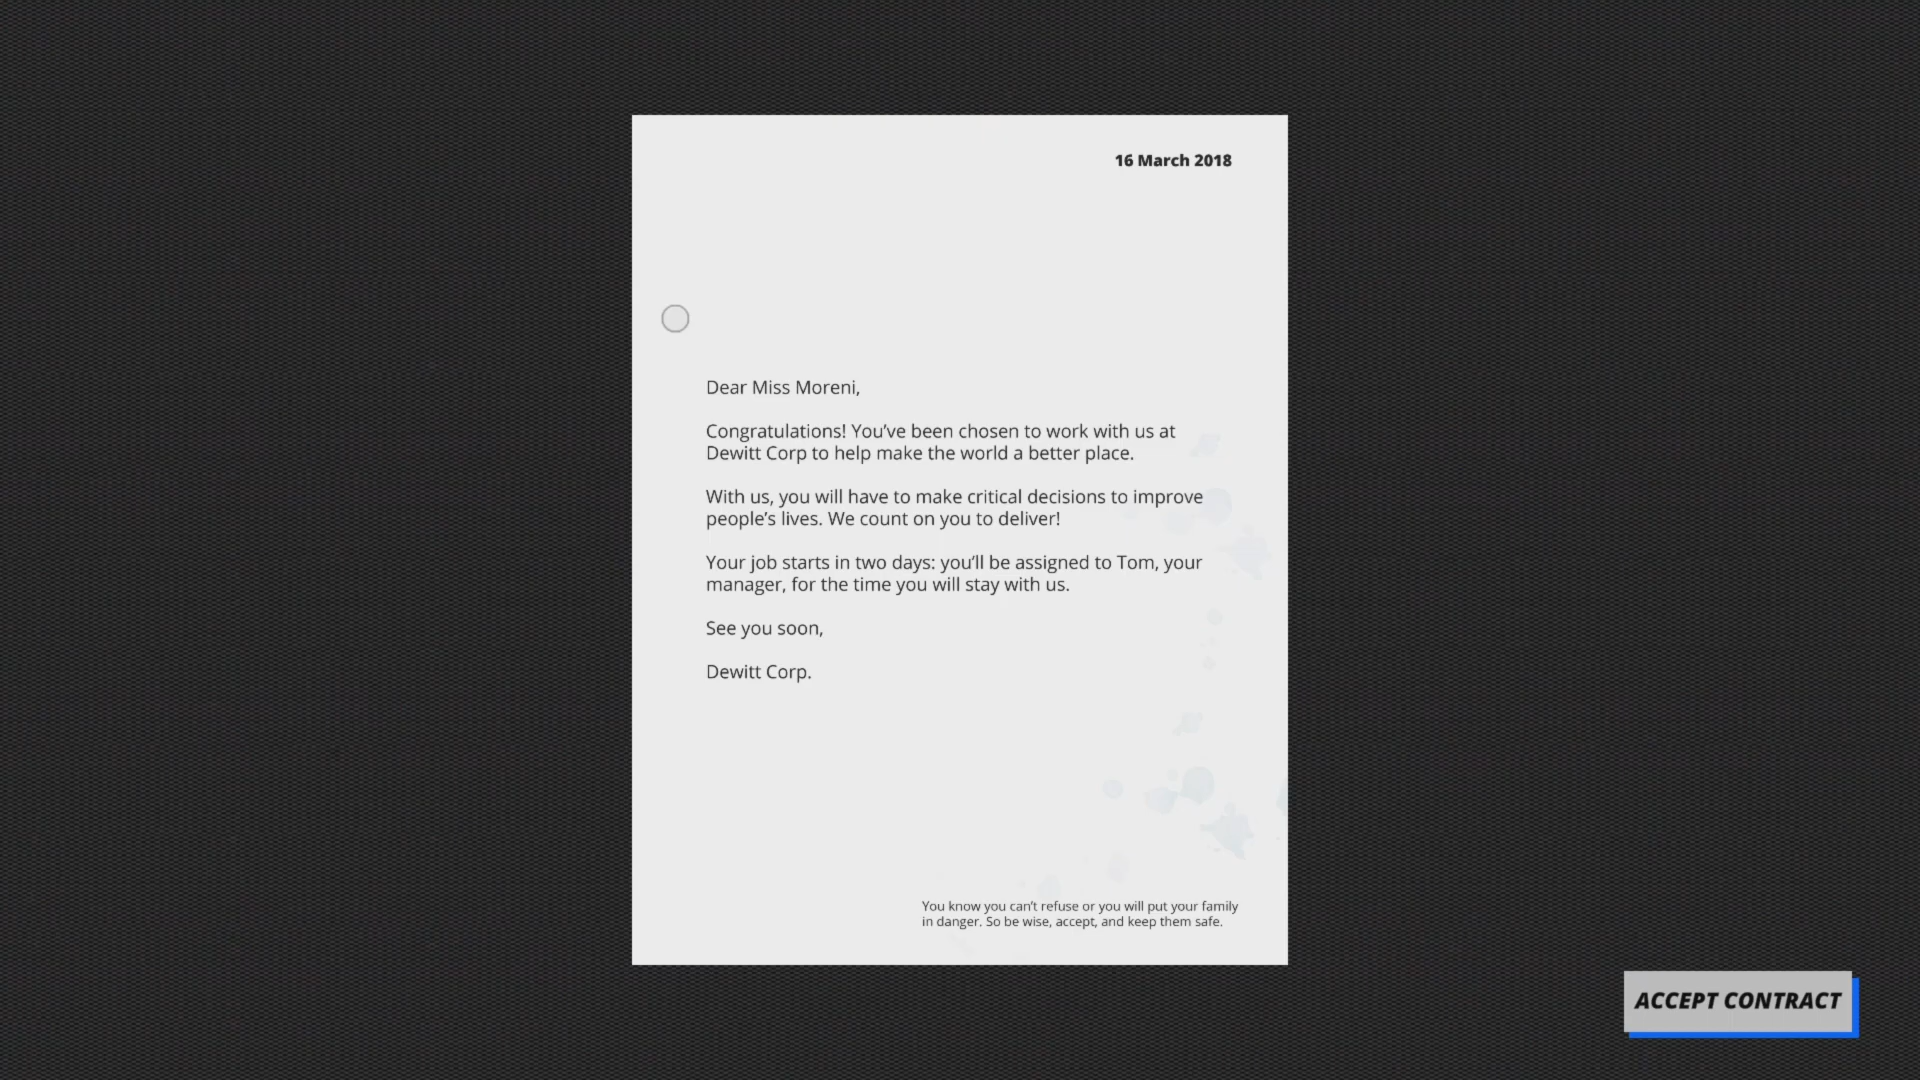 16 March 2018
Dear Miss Moreni,
Congratulations! You’ve been chosen to work with us at
Dewitt Corp to help make the world a better place.
With us, you will have to make critical decisions to improve
people’s lives. We count on you to deliver!
Your job starts in two days: you’ll be assigned to Tom, your
manager, for the time you will stay with us.
See you soon,
Dewitt Corp.
You know you can’t refuse or you will put your family
in danger. So be wise, accept, and keep them safe.
ACCEPT CONTRACT